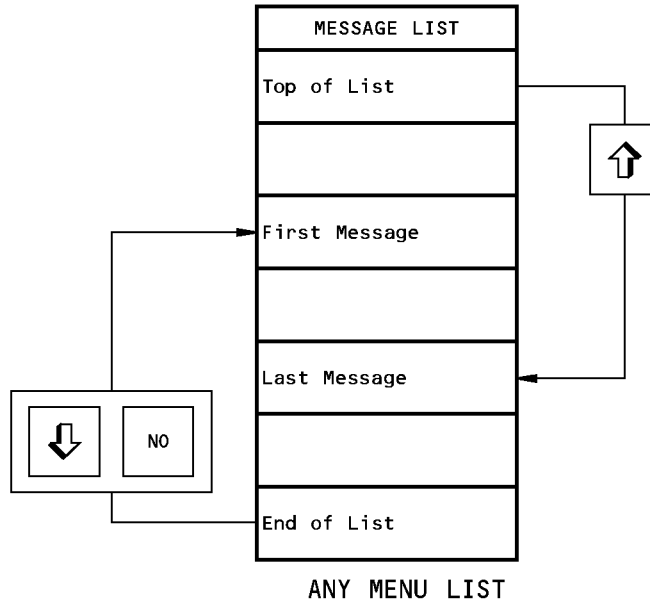 MESSAGE LIST
Top of List
First Message
Last Message
NO
End of List
ANY MENU LIST